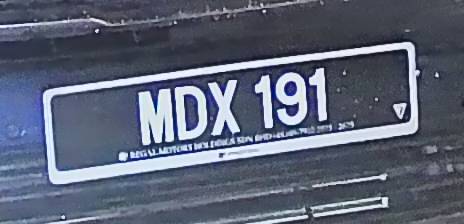 MDX 191
REGAL MOTORS HOLDINGS SDN BHD